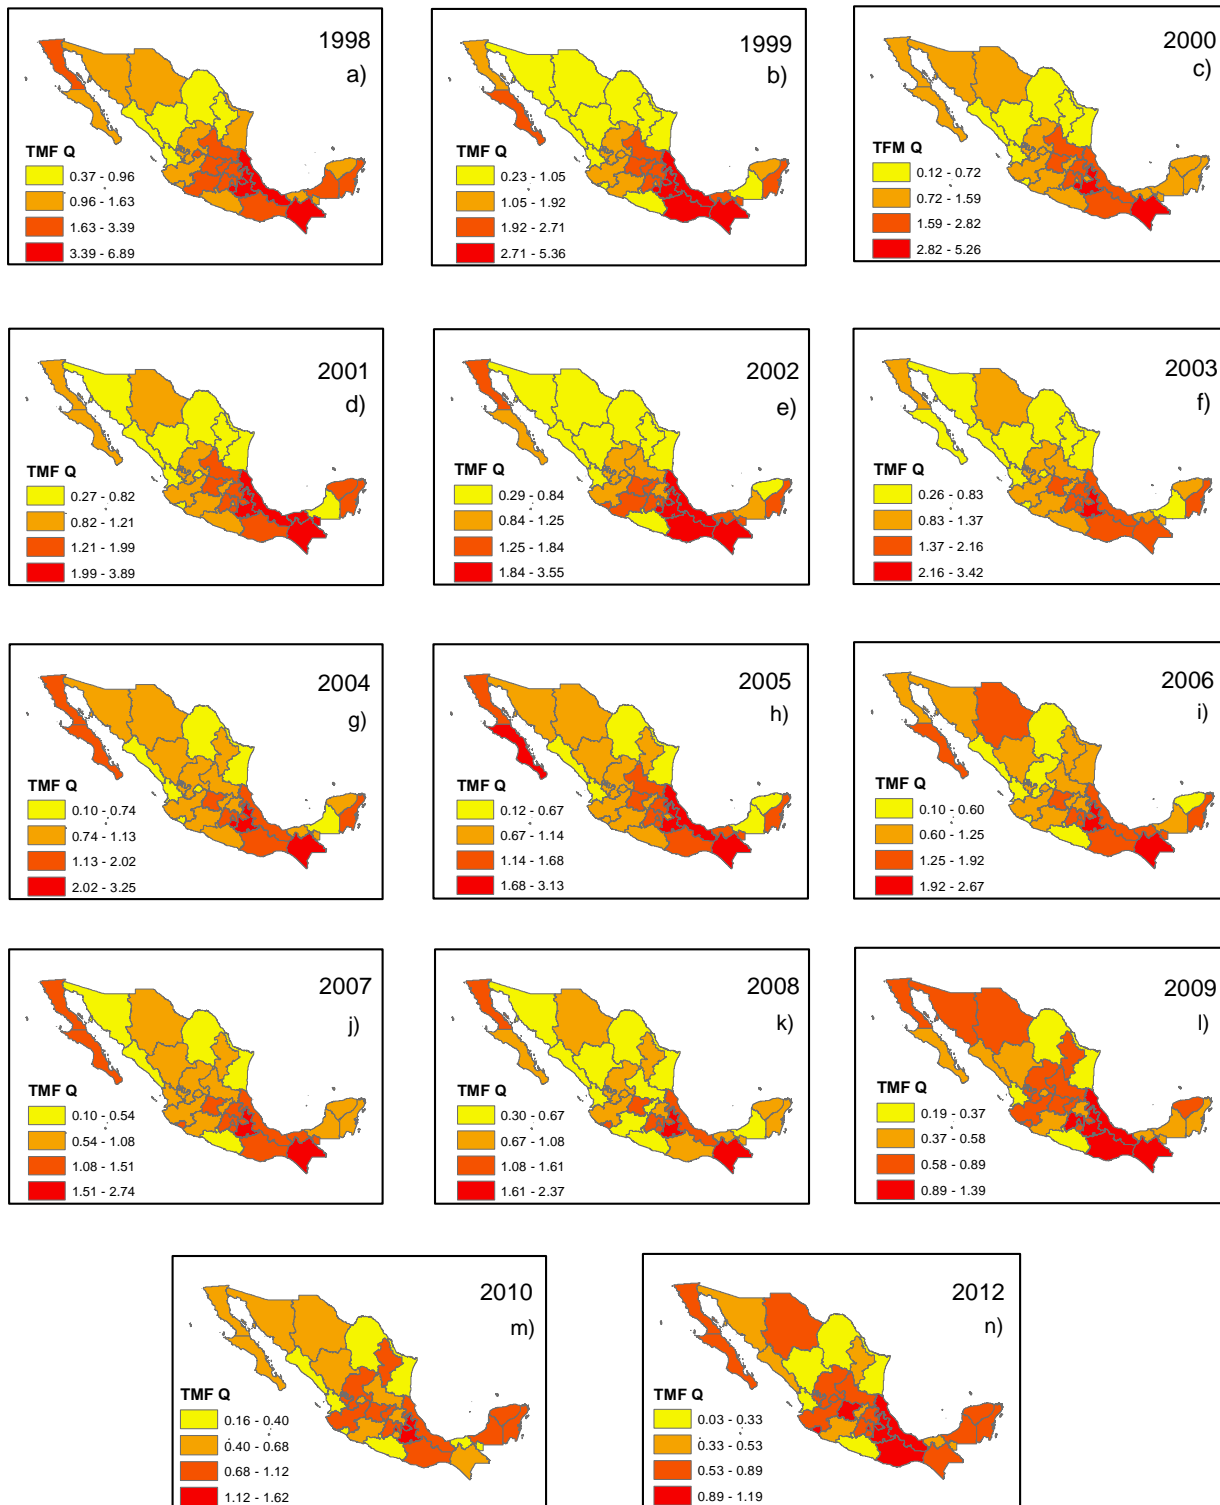 1998
a)
TMF Q
0.37 - 0.96
0.96 - 1.63
1.63 - 3.39
3.39 - 6.89
1999
b)
TMF Q
0.23 - 1.05
1.05 - 1.92
1.92 - 2.71
2.71 - 5.36
2000
c)
TFM Q
0.12 - 0.72
0.72 - 1.59
1.59 - 2.82
2.82 - 5.26
2001
d)
TMF Q
0.27 - 0.82
0.82 - 1.21
1.21 - 1.99
1.99 - 3.89
2002
e)
TMF Q
0.29 - 0.84
0.84 - 1.25
1.25 - 1.84
1.84 - 3.55
2003
f)
TMF Q
0.26 - 0.83
0.83 - 1.37
1.37 - 2.16
2.16 - 3.42
2004
g)
TMF Q
0.10 - 0.74
0.74 - 1.13
1.13 - 2.02
2.02 - 3.25
2005
h)
TMF Q
0.12 - 0.67
0.67 - 1.14
1.14 - 1.68
1.68 - 3.13
2006
i)
TMF Q
0.10 - 0.60
0.60 - 1.25
1.25 - 1.92
1.92 - 2.67
2007
j)
TMF Q
0.10 - 0.54
0.54 - 1.08
1.08 - 1.51
1.51 - 2.74
2008
k)
TMF Q
0.30 - 0.67
0.67 - 1.08
1.08 - 1.61
1.61 - 2.37
2009
l)
TMF Q
0.19 - 0.37
0.37 - 0.58
0.58 - 0.89
0.89 - 1.39
2010
m)
TMF Q
0.16 - 0.40
0.40 - 0.68
0.68 - 1.12
1.12 - 1.62
2012
n)
TMF Q
0.03 - 0.33
0.33 - 0.53
0.53 - 0.89
0.89 - 1.19